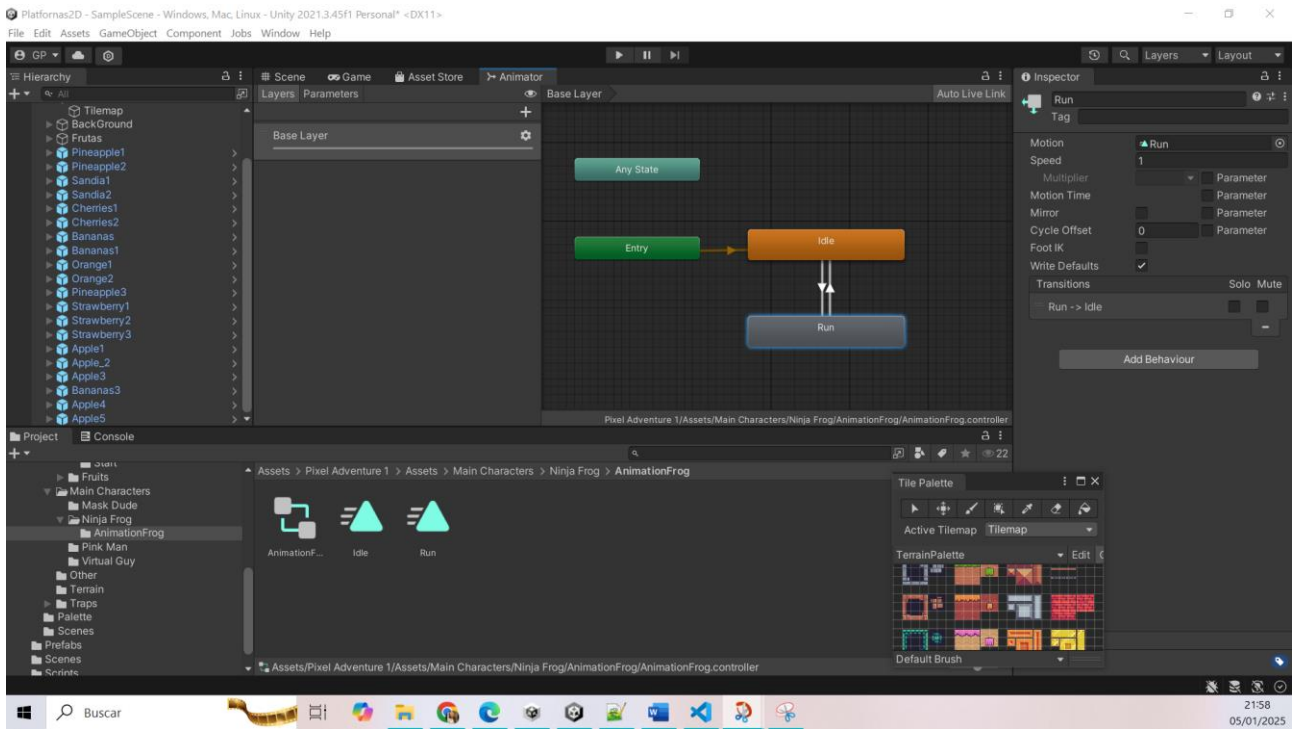 Platfornas2D - SampleScene - Windows, Mac, Linux - Unity 2021.3.45f1 Personal* <DX11>
File Edit Assets GameObject Component Jobs Window Help
GP
Layers Layout
Hierarchy
All
Tilemap
BackGround
Frutas
Pineapple1
Pineapple2
Sandia1
Sandia2
Cherries1
Cherries2
Bananas
Bananas1
Orange1
Orange2
Pineapple3
Strawberry1
Strawberry2
Strawberry3
Apple1
Apple_2
Apple3
Bananas3
Apple4
Apple5
Scene Game Asset Store Animator
Layers Parameters
Base Layer Auto Live Link
Base Layer
Any State
Entry
Idle
Run
Pixel Adventure 1/Assets/Main Characters/Ninja Frog/AnimationFrog/AnimationFrog.controller
Inspector
Run
Tag
Motion Run
Speed 1
Multiplier Parameter
Motion Time Parameter
Mirror Parameter
Cycle Offset 0 Parameter
Foot IK
Write Defaults
Transitions Solo Mute
Run -> Idle
Add Behaviour
Project Console
22
Start
Fruits
Main Characters
Mask Dude
Ninja Frog
AnimationFrog
Pink Man
Virtual Guy
Other
Terrain
Traps
Palette
Scenes
Prefabs
Scenes
Scripts
Assets > Pixel Adventure 1 > Assets > Main Characters > Ninja Frog > AnimationFrog
AnimationF... Idle Run
Assets/Pixel Adventure 1/Assets/Main Characters/Ninja Frog/AnimationFrog/AnimationFrog.controller
Tile Palette
Active Tilemap Tilemap
TerrainPalette Edit
Default Brush
Buscar
21:58
05/01/2025